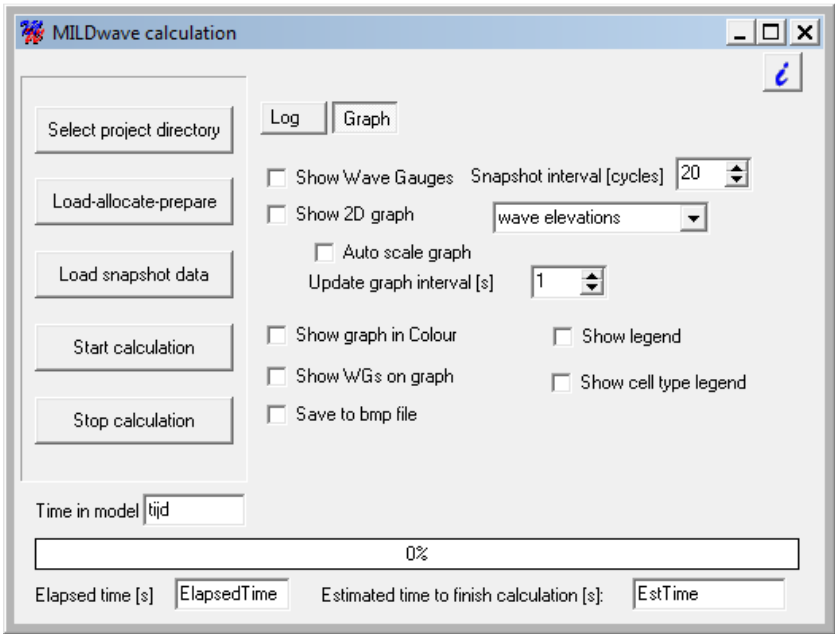 MILDwave calculation
i
Select project directory
Load-allocate-prepare
Load snapshot data
Start calculation
Stop calculation
Log Graph
Show Wave Gauges Snapshot interval [cycles] 20
Show 2D graph wave elevations
Auto scale graph
Update graph interval [s] 1
Show graph in Colour Show legend
Show WGs on graph Show cell type legend
Save to bmp file
Time in model tijd
0%
Elapsed time [s] ElapsedTime Estimated time to finish calculation [s]: EstTime